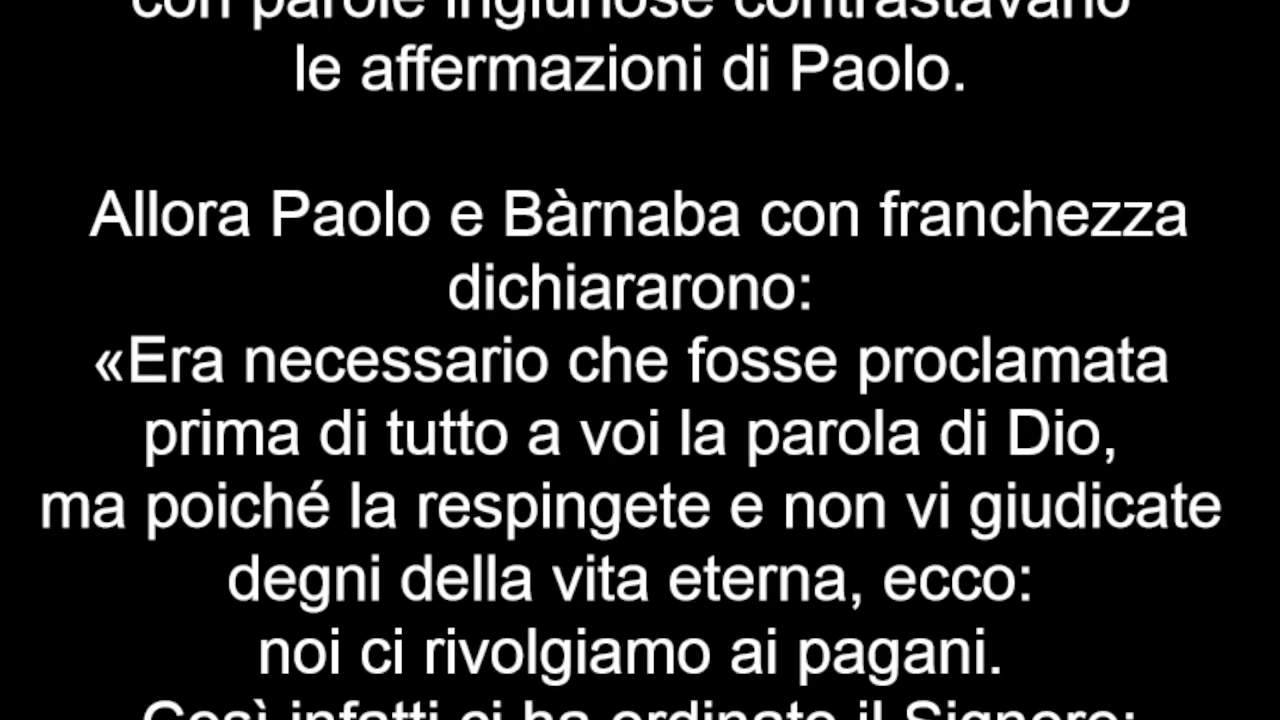 con parole ingiuriose contrastavano
le affermazioni di Paolo.
Allora Paolo e Bàrnaba con franchezza
dichiararono:
«Era necessario che fosse proclamata
prima di tutto a voi la parola di Dio,
ma poiché la respingete e non vi giudicate
degni della vita eterna, ecco:
noi ci rivolgiamo ai pagani.
Così infatti ci ha ordinato il Signore: